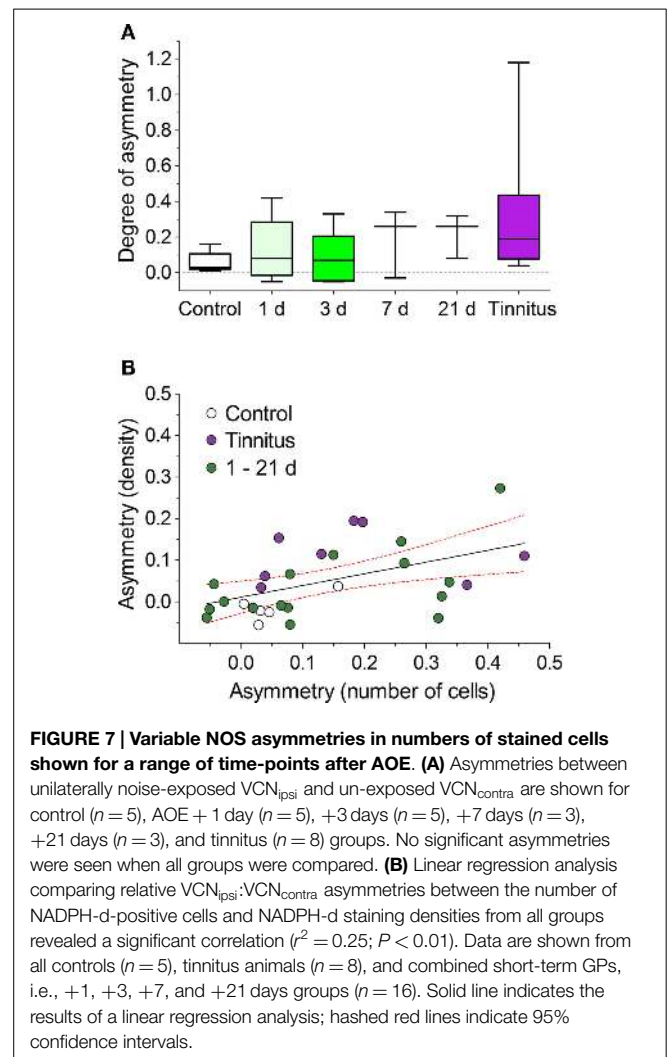 A
Degree of asymmetry
1.2
1.0
0.8
0.6
0.4
0.2
0.0
Control 1 d 3 d 7 d 21 d Tinnitus
B
Asymmetry (density)
0.5
0.4
0.3
0.2
0.1
0.0
Control
Tinnitus
1 - 21 d
0.0 0.1 0.2 0.3 0.4 0.5
Asymmetry (number of cells)
FIGURE 7 | Variable NOS asymmetries in numbers of stained cells
shown for a range of time-points after AOE. (A) Asymmetries between
unilaterally noise-exposed VCNipsi and un-exposed VCNcontra are shown for
control (n = 5), AOE + 1 day (n = 5), +3 days (n = 5), +7 days (n = 3),
+21 days (n = 3), and tinnitus (n = 8) groups. No significant asymmetries
were seen when all groups were compared. (B) Linear regression analysis
comparing relative VCNipsi:VCNcontra asymmetries between the number of
NADPH-d-positive cells and NADPH-d staining densities from all groups
revealed a significant correlation (r² = 0.25; P < 0.01). Data are shown from
all controls (n = 5), tinnitus animals (n = 8), and combined short-term GPs,
i.e., +1, +3, +7, and +21 days groups (n = 16). Solid line indicates the
results of a linear regression analysis; hashed red lines indicate 95%
confidence intervals.